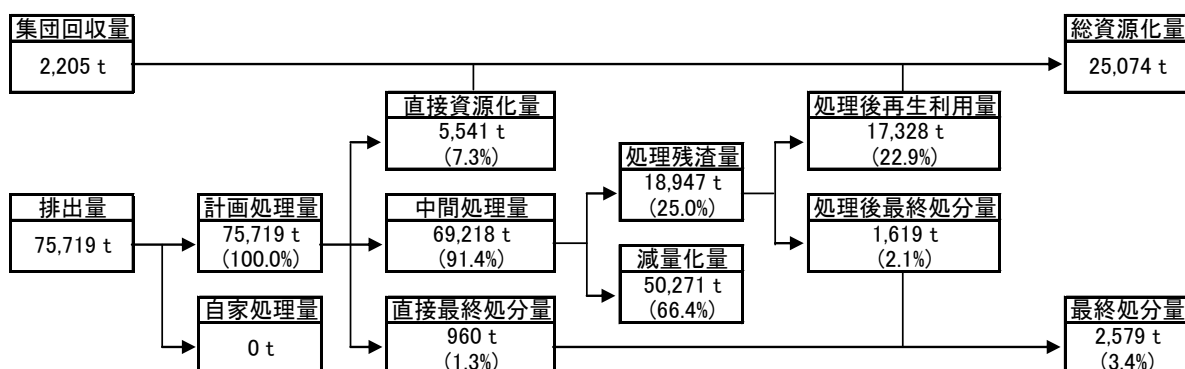 集団回収量
2,205 t
総資源化量
25,074 t
直接資源化量
5,541 t
(7.3%)
処理後再生利用量
17,328 t
(22.9%)
処理残渣量
18,947 t
(25.0%)
排出量
75,719 t
計画処理量
75,719 t
(100.0%)
中間処理量
69,218 t
(91.4%)
処理後最終処分量
1,619 t
(2.1%)
減量化量
50,271 t
(66.4%)
自家処理量
0 t
直接最終処分量
960 t
(1.3%)
最終処分量
2,579 t
(3.4%)